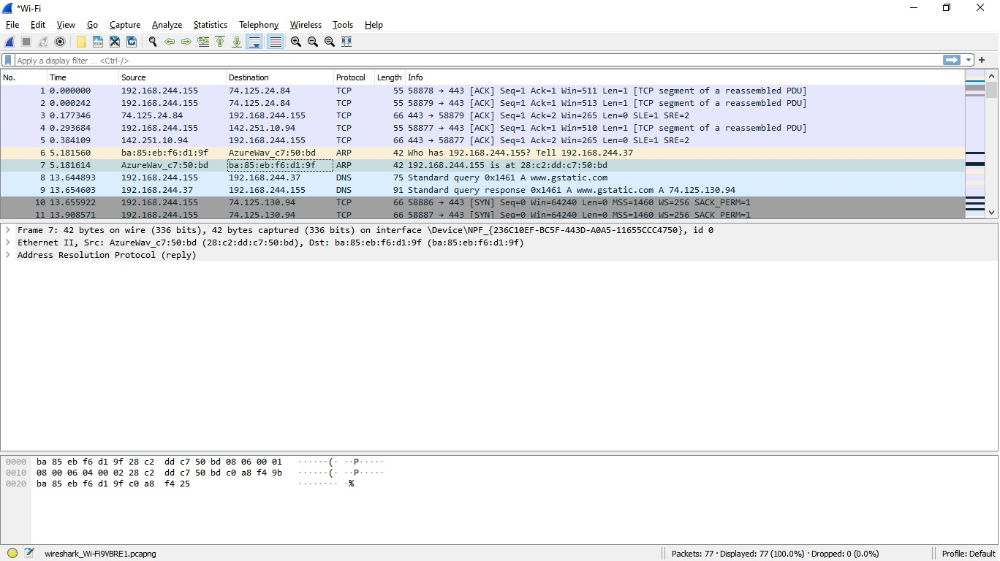 *Wi-Fi
File Edit View Go Capture Analyze Statistics Telephony Wireless Tools Help
Apply a display filter ... <Ctrl-/>
No. Time Source Destination Protocol Length Info
1 0.000000 192.168.244.155 74.125.24.84 TCP 55 58878 → 443 [ACK] Seq=1 Ack=1 Win=511 Len=1 [TCP segment of a reassembled PDU]
2 0.000242 192.168.244.155 74.125.24.84 TCP 55 58879 → 443 [ACK] Seq=1 Ack=1 Win=513 Len=1 [TCP segment of a reassembled PDU]
3 0.177346 74.125.24.84 192.168.244.155 TCP 66 443 → 58879 [ACK] Seq=1 Ack=2 Win=265 Len=0 SLE=1 SRE=2
4 0.293684 192.168.244.155 142.251.10.94 TCP 55 58877 → 443 [ACK] Seq=1 Ack=1 Win=510 Len=1 [TCP segment of a reassembled PDU]
5 0.384109 142.251.10.94 192.168.244.155 TCP 66 443 → 58877 [ACK] Seq=1 Ack=2 Win=265 Len=0 SLE=1 SRE=2
6 5.181560 ba:85:eb:f6:d1:9f AzureWav_c7:50:bd ARP 42 Who has 192.168.244.155? Tell 192.168.244.37
7 5.181614 AzureWav_c7:50:bd ba:85:eb:f6:d1:9f ARP 42 192.168.244.155 is at 28:c2:dd:c7:50:bd
8 13.644893 192.168.244.155 192.168.244.37 DNS 75 Standard query 0x1461 A www.gstatic.com
9 13.654603 192.168.244.37 192.168.244.155 DNS 91 Standard query response 0x1461 A www.gstatic.com A 74.125.130.94
10 13.655922 192.168.244.155 74.125.130.94 TCP 66 58886 → 443 [SYN] Seq=0 Win=64240 Len=0 MSS=1460 WS=256 SACK_PERM=1
11 13.908571 192.168.244.155 74.125.130.94 TCP 66 58887 → 443 [SYN] Seq=0 Win=64240 Len=0 MSS=1460 WS=256 SACK_PERM=1
Frame 7: 42 bytes on wire (336 bits), 42 bytes captured (336 bits) on interface \Device\NPF_{236C10EF-BC5F-443D-A0A5-11655CCC4750}, id 0
Ethernet II, Src: AzureWav_c7:50:bd (28:c2:dd:c7:50:bd), Dst: ba:85:eb:f6:d1:9f (ba:85:eb:f6:d1:9f)
Address Resolution Protocol (reply)
0000 ba 85 eb f6 d1 9f 28 c2 dd c7 50 bd 08 06 00 01 ······(· ··P·····
0010 08 00 06 04 00 02 28 c2 dd c7 50 bd c0 a8 f4 9b ······(· ··P·····
0020 ba 85 eb f6 d1 9f c0 a8 f4 25 ········ ·%
wireshark_Wi-Fi9VBRE1.pcapng Packets: 77 · Displayed: 77 (100.0%) · Dropped: 0 (0.0%) Profile: Default